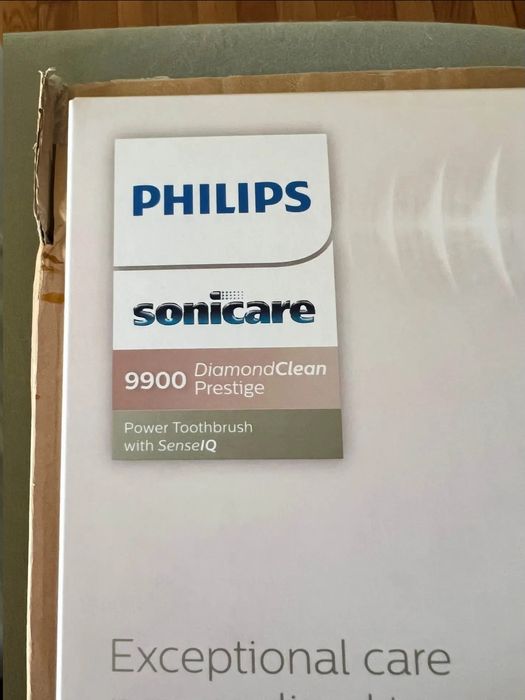 PHILIPS
sonicare
9900 DiamondClean
Prestige
Power Toothbrush
with SenseIQ
Exceptional care